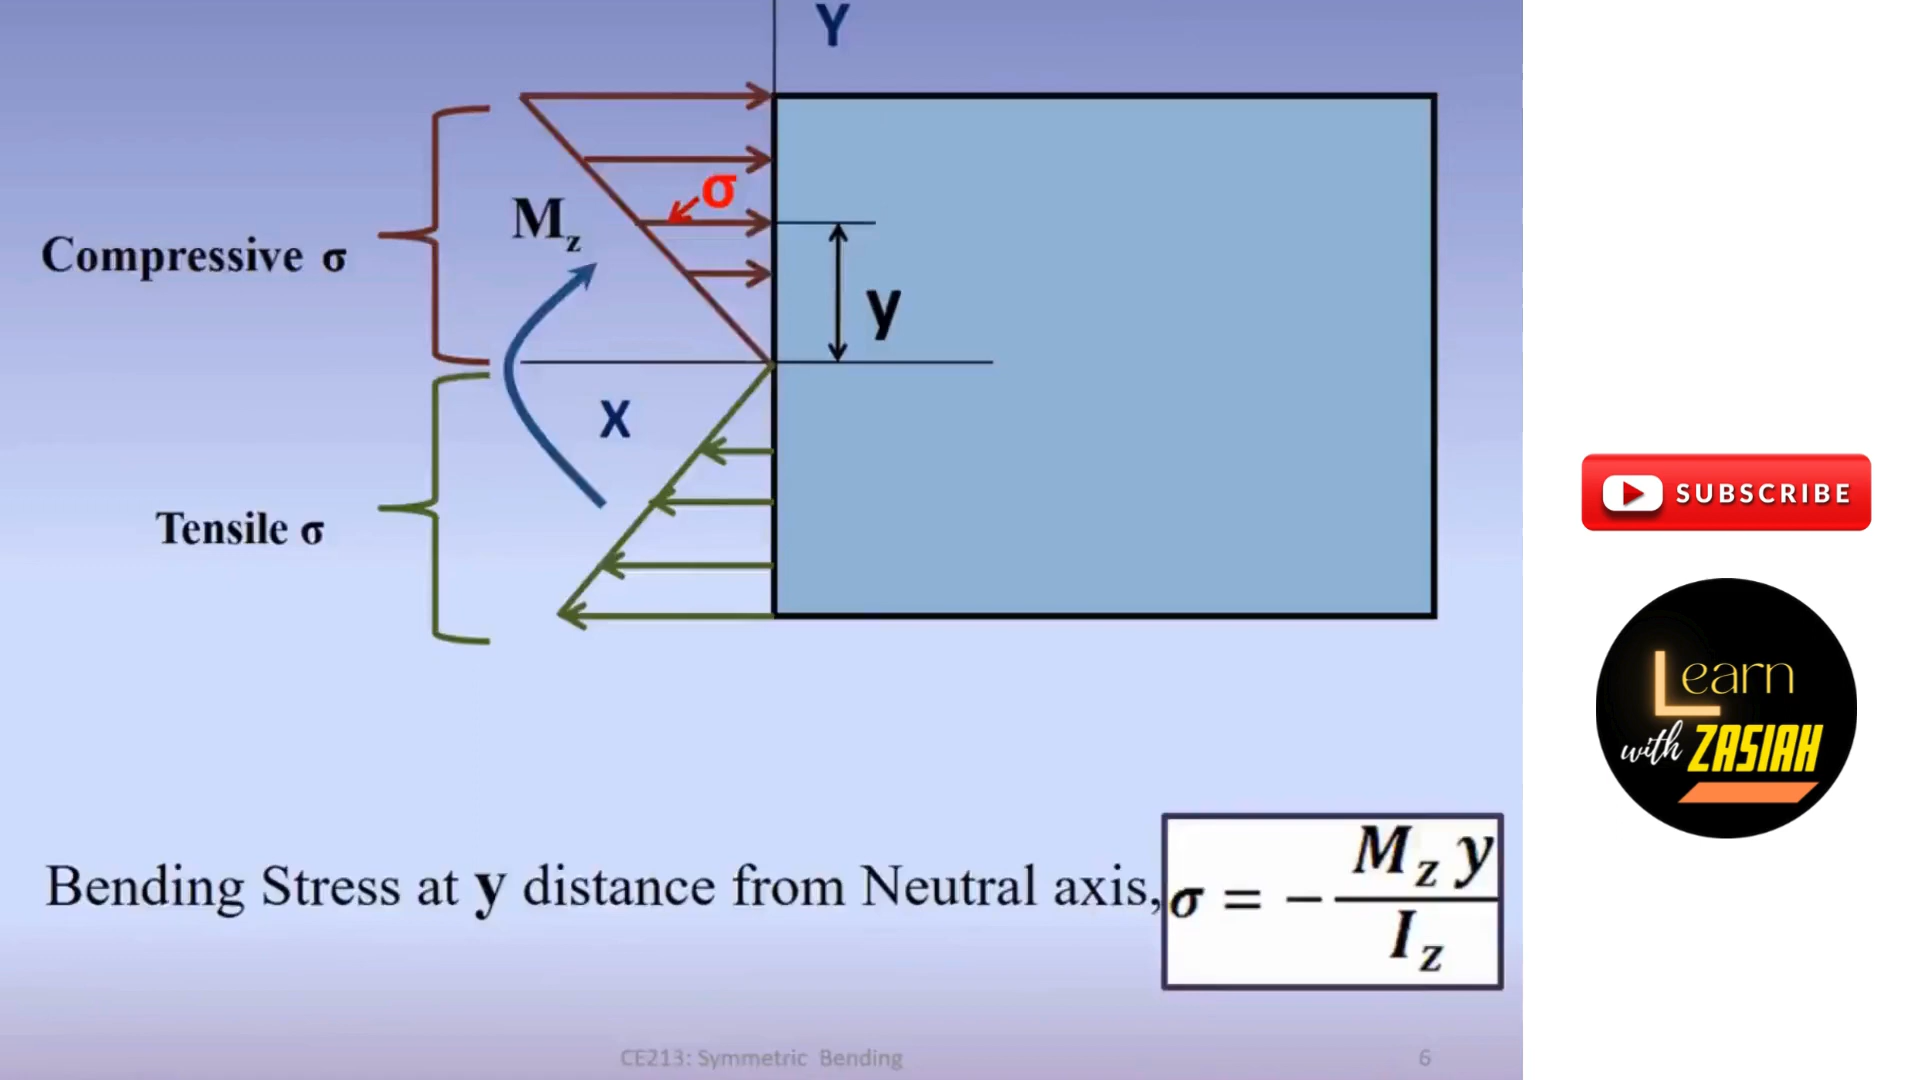 Y
σ
M_z
Compressive σ
y
X
Tensile σ
SUBSCRIBE
Learn
with ZASIAH
Bending Stress at y distance from Neutral axis, σ = - M_z y / I_z
CE213: Symmetric Bending
6